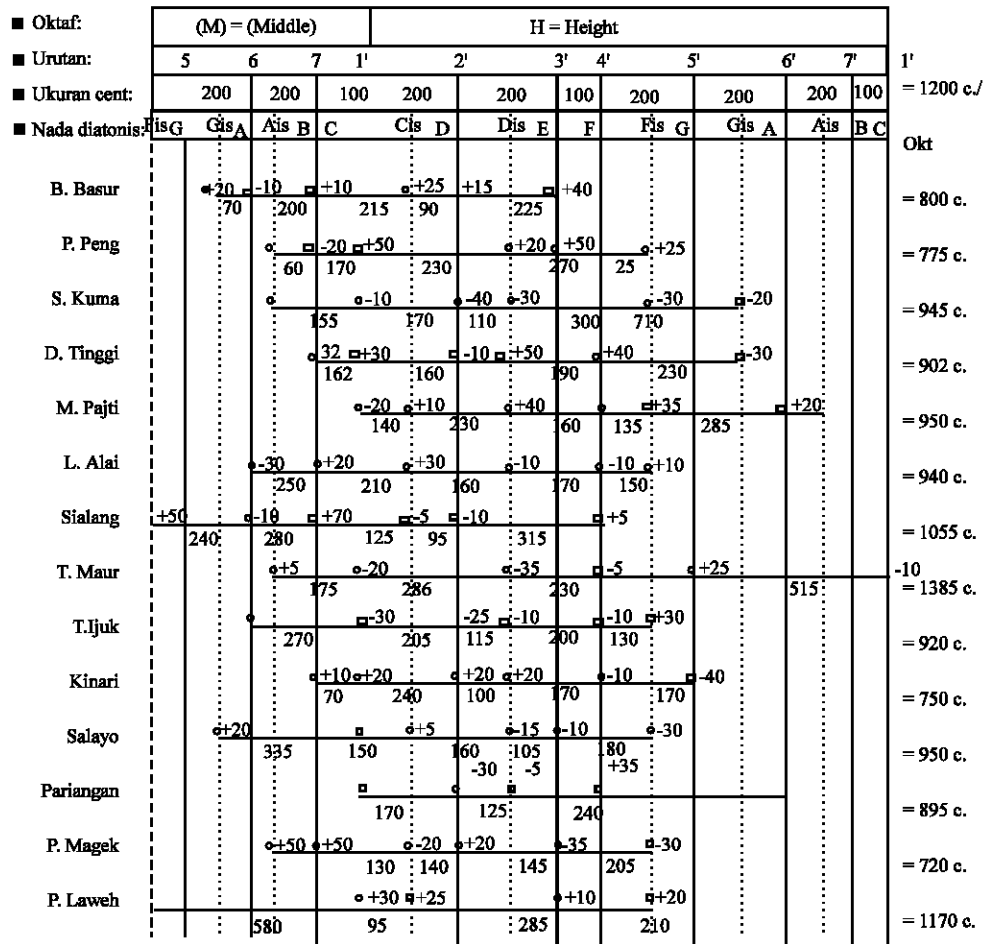 ■ Oktaf: (M) = (Middle) H = Height
■ Urutan: 5 6 7 1' 2' 3' 4' 5' 6' 7' 1'
■ Ukuran cent: 200 200 100 200 200 100 200 200 200 100 = 1200 c./
■ Nada diatonis: Fis G Gis A Ais B C Cis D Dis E F Fis G Gis A Ais B C Okt
B. Basur +20 -10 +10 +25 +15 +40
70 200 215 90 225 = 800 c.
P. Peng -20 +50 +20 +50 +25
60 170 230 270 25 = 775 c.
S. Kuma -10 -40 -30 -30 -20
155 170 110 300 710 = 945 c.
D. Tinggi 32 +30 -10 +50 +40 -30
162 160 190 230 = 902 c.
M. Pajti -20 +10 +40 +35 +20
140 230 160 135 285 = 950 c.
L. Alai -30 +20 +30 -10 -10 +10
250 210 160 170 150 = 940 c.
Sialang +50 -10 +70 -5 -10 +5
240 280 125 95 315 = 1055 c.
T. Maur +5 -20 -35 -5 +25 -10
175 286 230 515 = 1385 c.
T.Ijuk -30 -25 -10 -10 +30
270 205 115 200 130 = 920 c.
Kinari +10 +20 +20 +20 -10 -40
70 240 100 170 170 = 750 c.
Salayo +20 +5 -15 -10 -30
335 150 160 105 180 = 950 c.
-30 -5 +35
Pariangan
170 125 240 = 895 c.
P. Magek +50 +50 -20 +20 -35 -30
130 140 145 205 = 720 c.
P. Laweh +30 +25 +10 +20
580 95 285 210 = 1170 c.